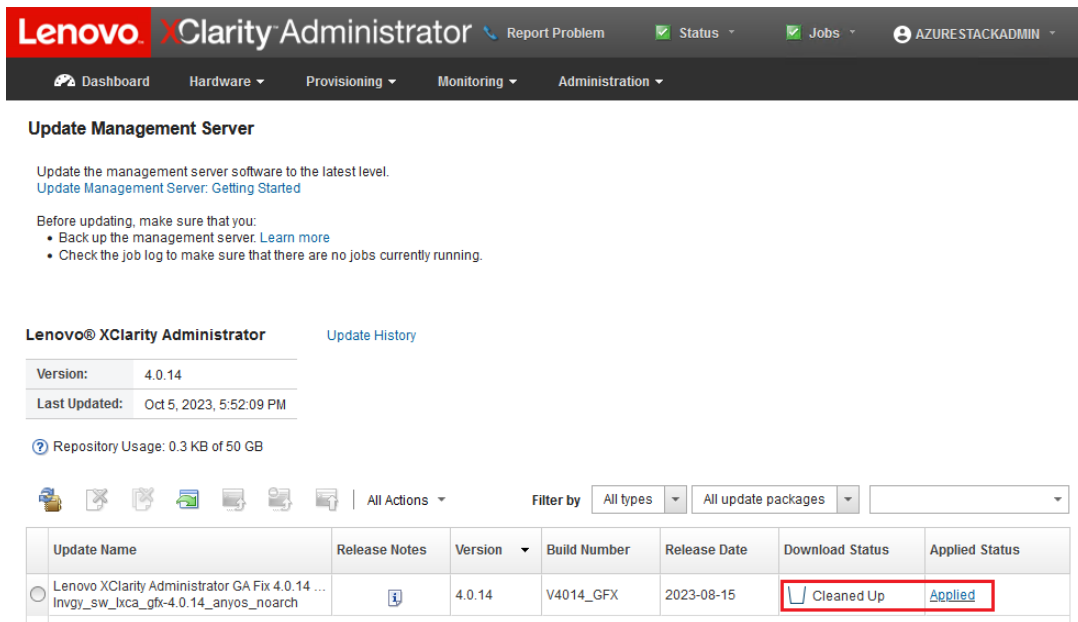 Lenovo. XClarity Administrator Report Problem Status Jobs AZURESTACKADMIN
Dashboard Hardware Provisioning Monitoring Administration
Update Management Server
Update the management server software to the latest level.
Update Management Server: Getting Started
Before updating, make sure that you:
• Back up the management server. Learn more
• Check the job log to make sure that there are no jobs currently running.
Lenovo® XClarity Administrator Update History
Version: 4.0.14
Last Updated: Oct 5, 2023, 5:52:09 PM
? Repository Usage: 0.3 KB of 50 GB
All Actions Filter by All types All update packages
Update Name Release Notes Version Build Number Release Date Download Status Applied Status
Lenovo XClarity Administrator GA Fix 4.0.14 ...
lnvgy_sw_lxca_gfx-4.0.14_anyos_noarch 4.0.14 V4014_GFX 2023-08-15 Cleaned Up Applied